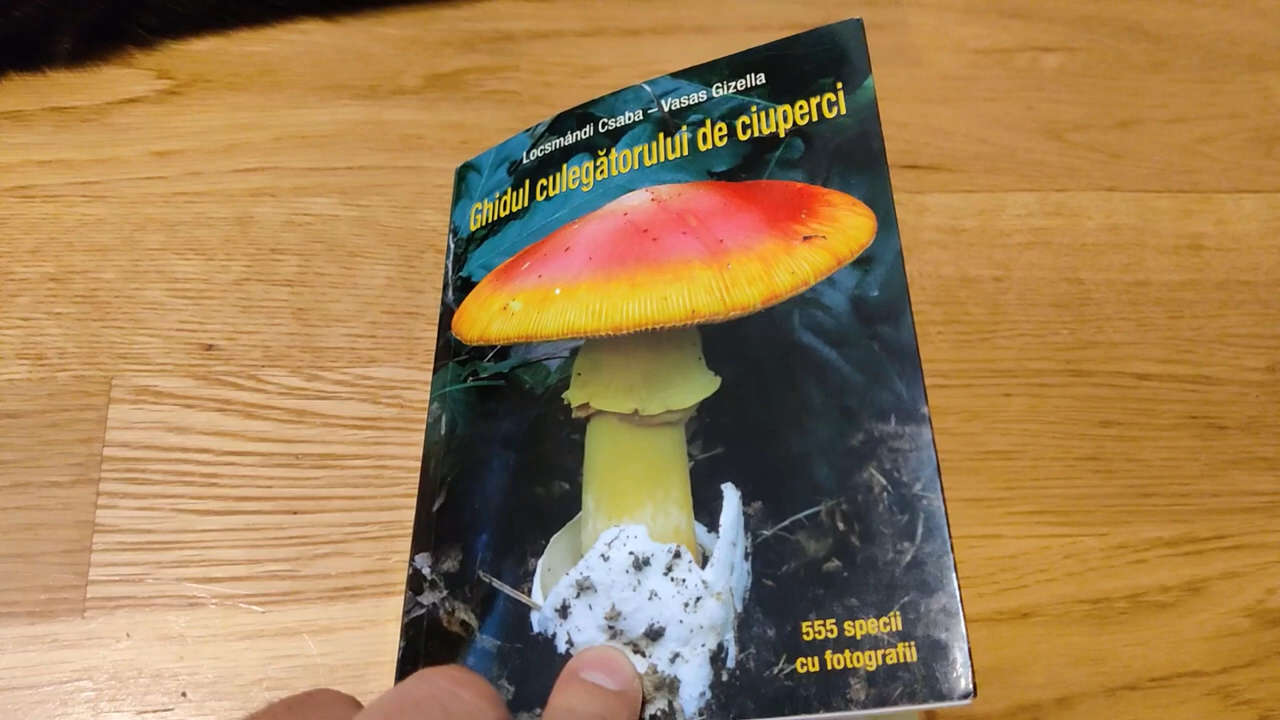 Locsmándi Csaba – Vasas Gizella
Ghidul culegătorului de ciuperci
555 specii
cu fotografii